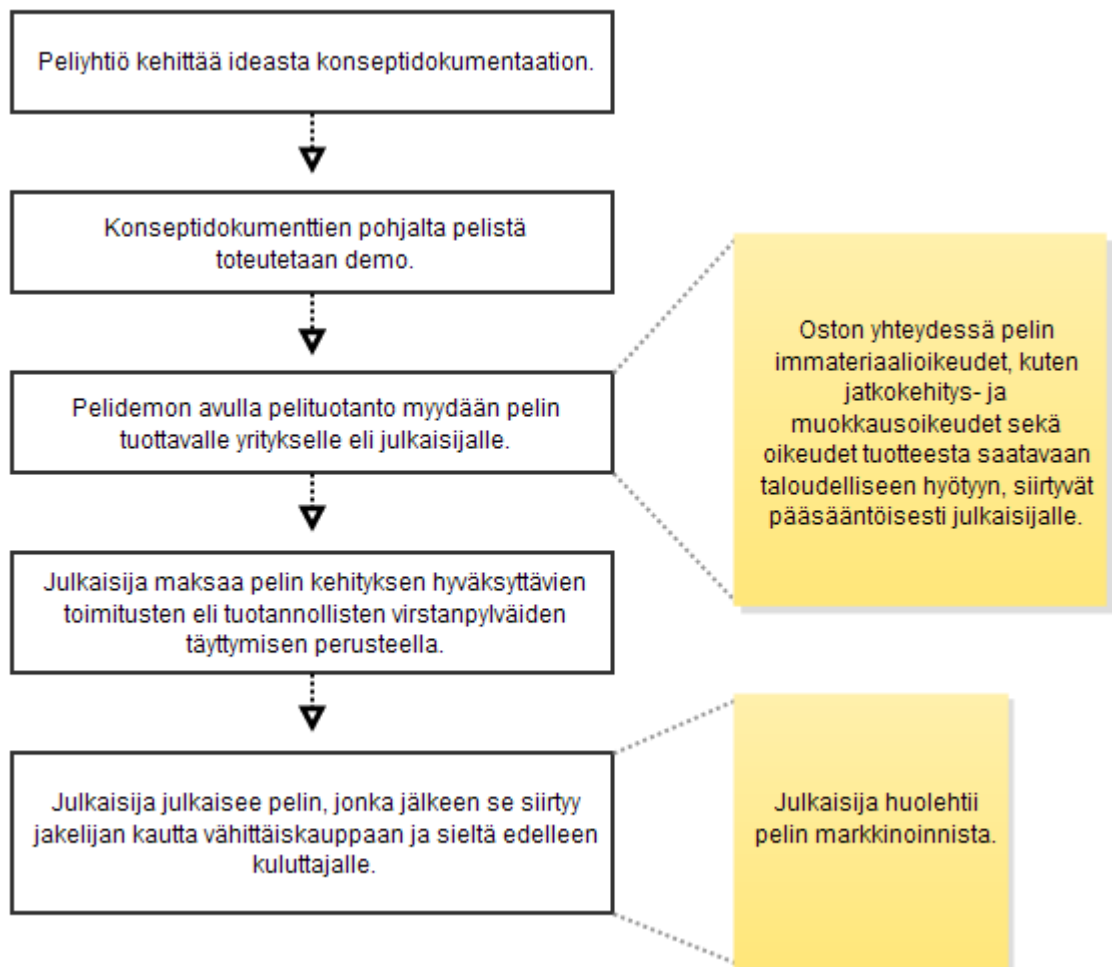 Peliyhtiö kehittää ideasta konseptidokumentaation.
Konseptidokumenttien pohjalta pelistä
toteutetaan demo.
Pelidemon avulla pelituotanto myydään pelin
tuottavalle yritykselle eli julkaisijalle.
Oston yhteydessä pelin
immateriaalioikeudet, kuten
jatkokehitys- ja
muokkausoikeudet sekä
oikeudet tuotteesta saatavaan
taloudelliseen hyötyyn, siirtyvät
pääsääntöisesti julkaisijalle.
Julkaisija maksaa pelin kehityksen hyväksyttävien
toimitusten eli tuotannollisten virstanpylväiden
täyttymisen perusteella.
Julkaisija julkaisee pelin, jonka jälkeen se siirtyy
jakelijan kautta vähittäiskauppaan ja sieltä edelleen
kuluttajalle.
Julkaisija huolehtii
pelin markkinoinnista.